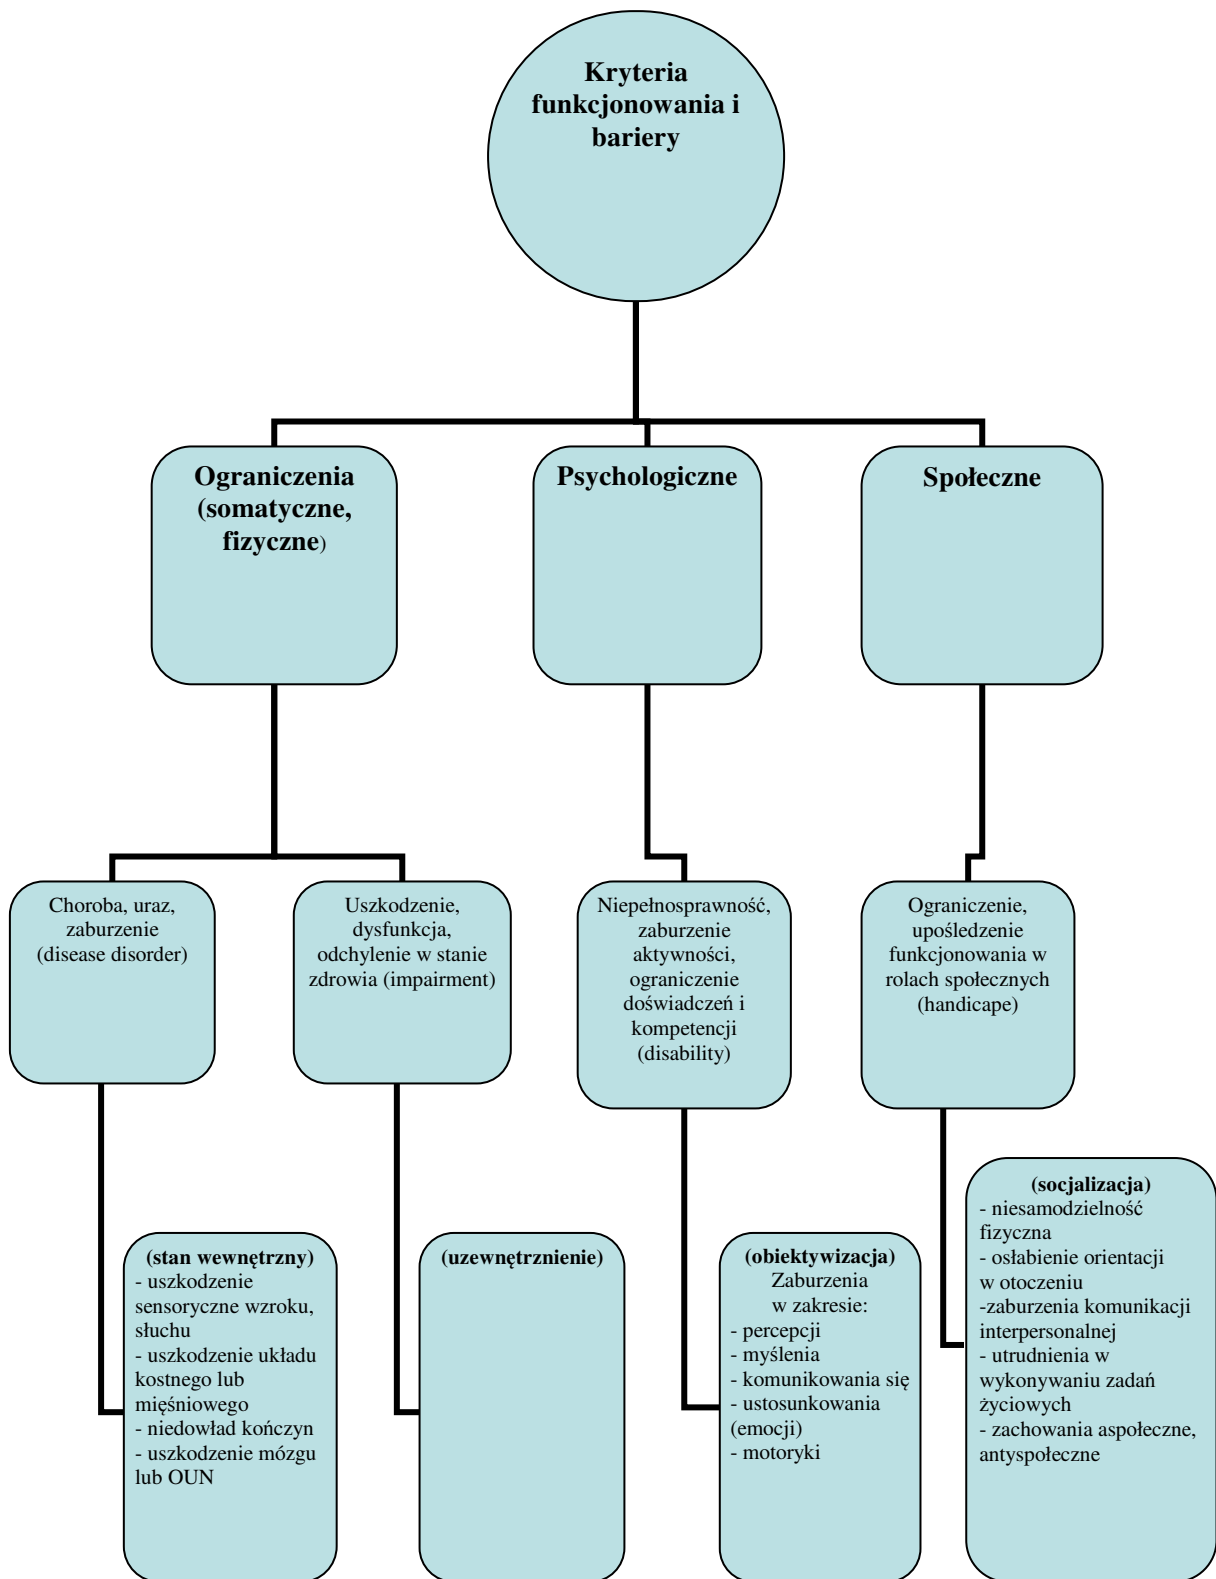 Kryteria
funkcjonowania i
bariery
Ograniczenia
(somatyczne,
fizyczne)
Psychologiczne
Społeczne
Choroba, uraz,
zaburzenie
(disease disorder)
Uszkodzenie,
dysfunkcja,
odchylenie w stanie
zdrowia (impairment)
Niepełnosprawność,
zaburzenie
aktywności,
ograniczenie
doświadczeń i
kompetencji
(disability)
Ograniczenie,
upośledzenie
funkcjonowania w
rolach społecznych
(handicape)
(stan wewnętrzny)
- uszkodzenie
sensoryczne wzroku,
słuchu
- uszkodzenie układu
kostnego lub
mięśniowego
- niedowład kończyn
- uszkodzenie mózgu
lub OUN
(uzewnętrznienie)
(obiektywizacja)
Zaburzenia
w zakresie:
- percepcji
- myślenia
- komunikowania się
- ustosunkowania
(emocji)
- motoryki
(socjalizacja)
- niesamodzielność
fizyczna
- osłabienie orientacji
w otoczeniu
-zaburzenia komunikacji
interpersonalnej
- utrudnienia w
wykonywaniu zadań
życiowych
- zachowania aspołeczne,
antyspołeczne